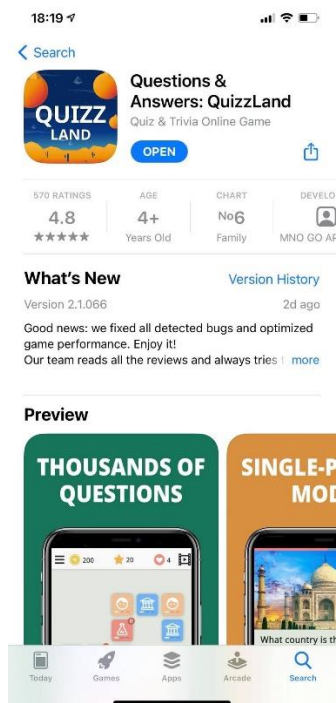 18:19
Search
QUIZZ
LAND
Questions &
Answers: QuizzLand
Quiz & Trivia Online Game
OPEN
570 RATINGS
4.8
★★★★★
AGE
4+
Years Old
CHART
No6
Family
DEVELO
MNO GO AP
What's New
Version History
Version 2.1.066
2d ago
Good news: we fixed all detected bugs and optimized
game performance. Enjoy it!
Our team reads all the reviews and always tries t more
Preview
THOUSANDS OF
QUESTIONS
200
20
4
SINGLE-P
MOD
What country is th
Today
Games
Apps
Arcade
Search